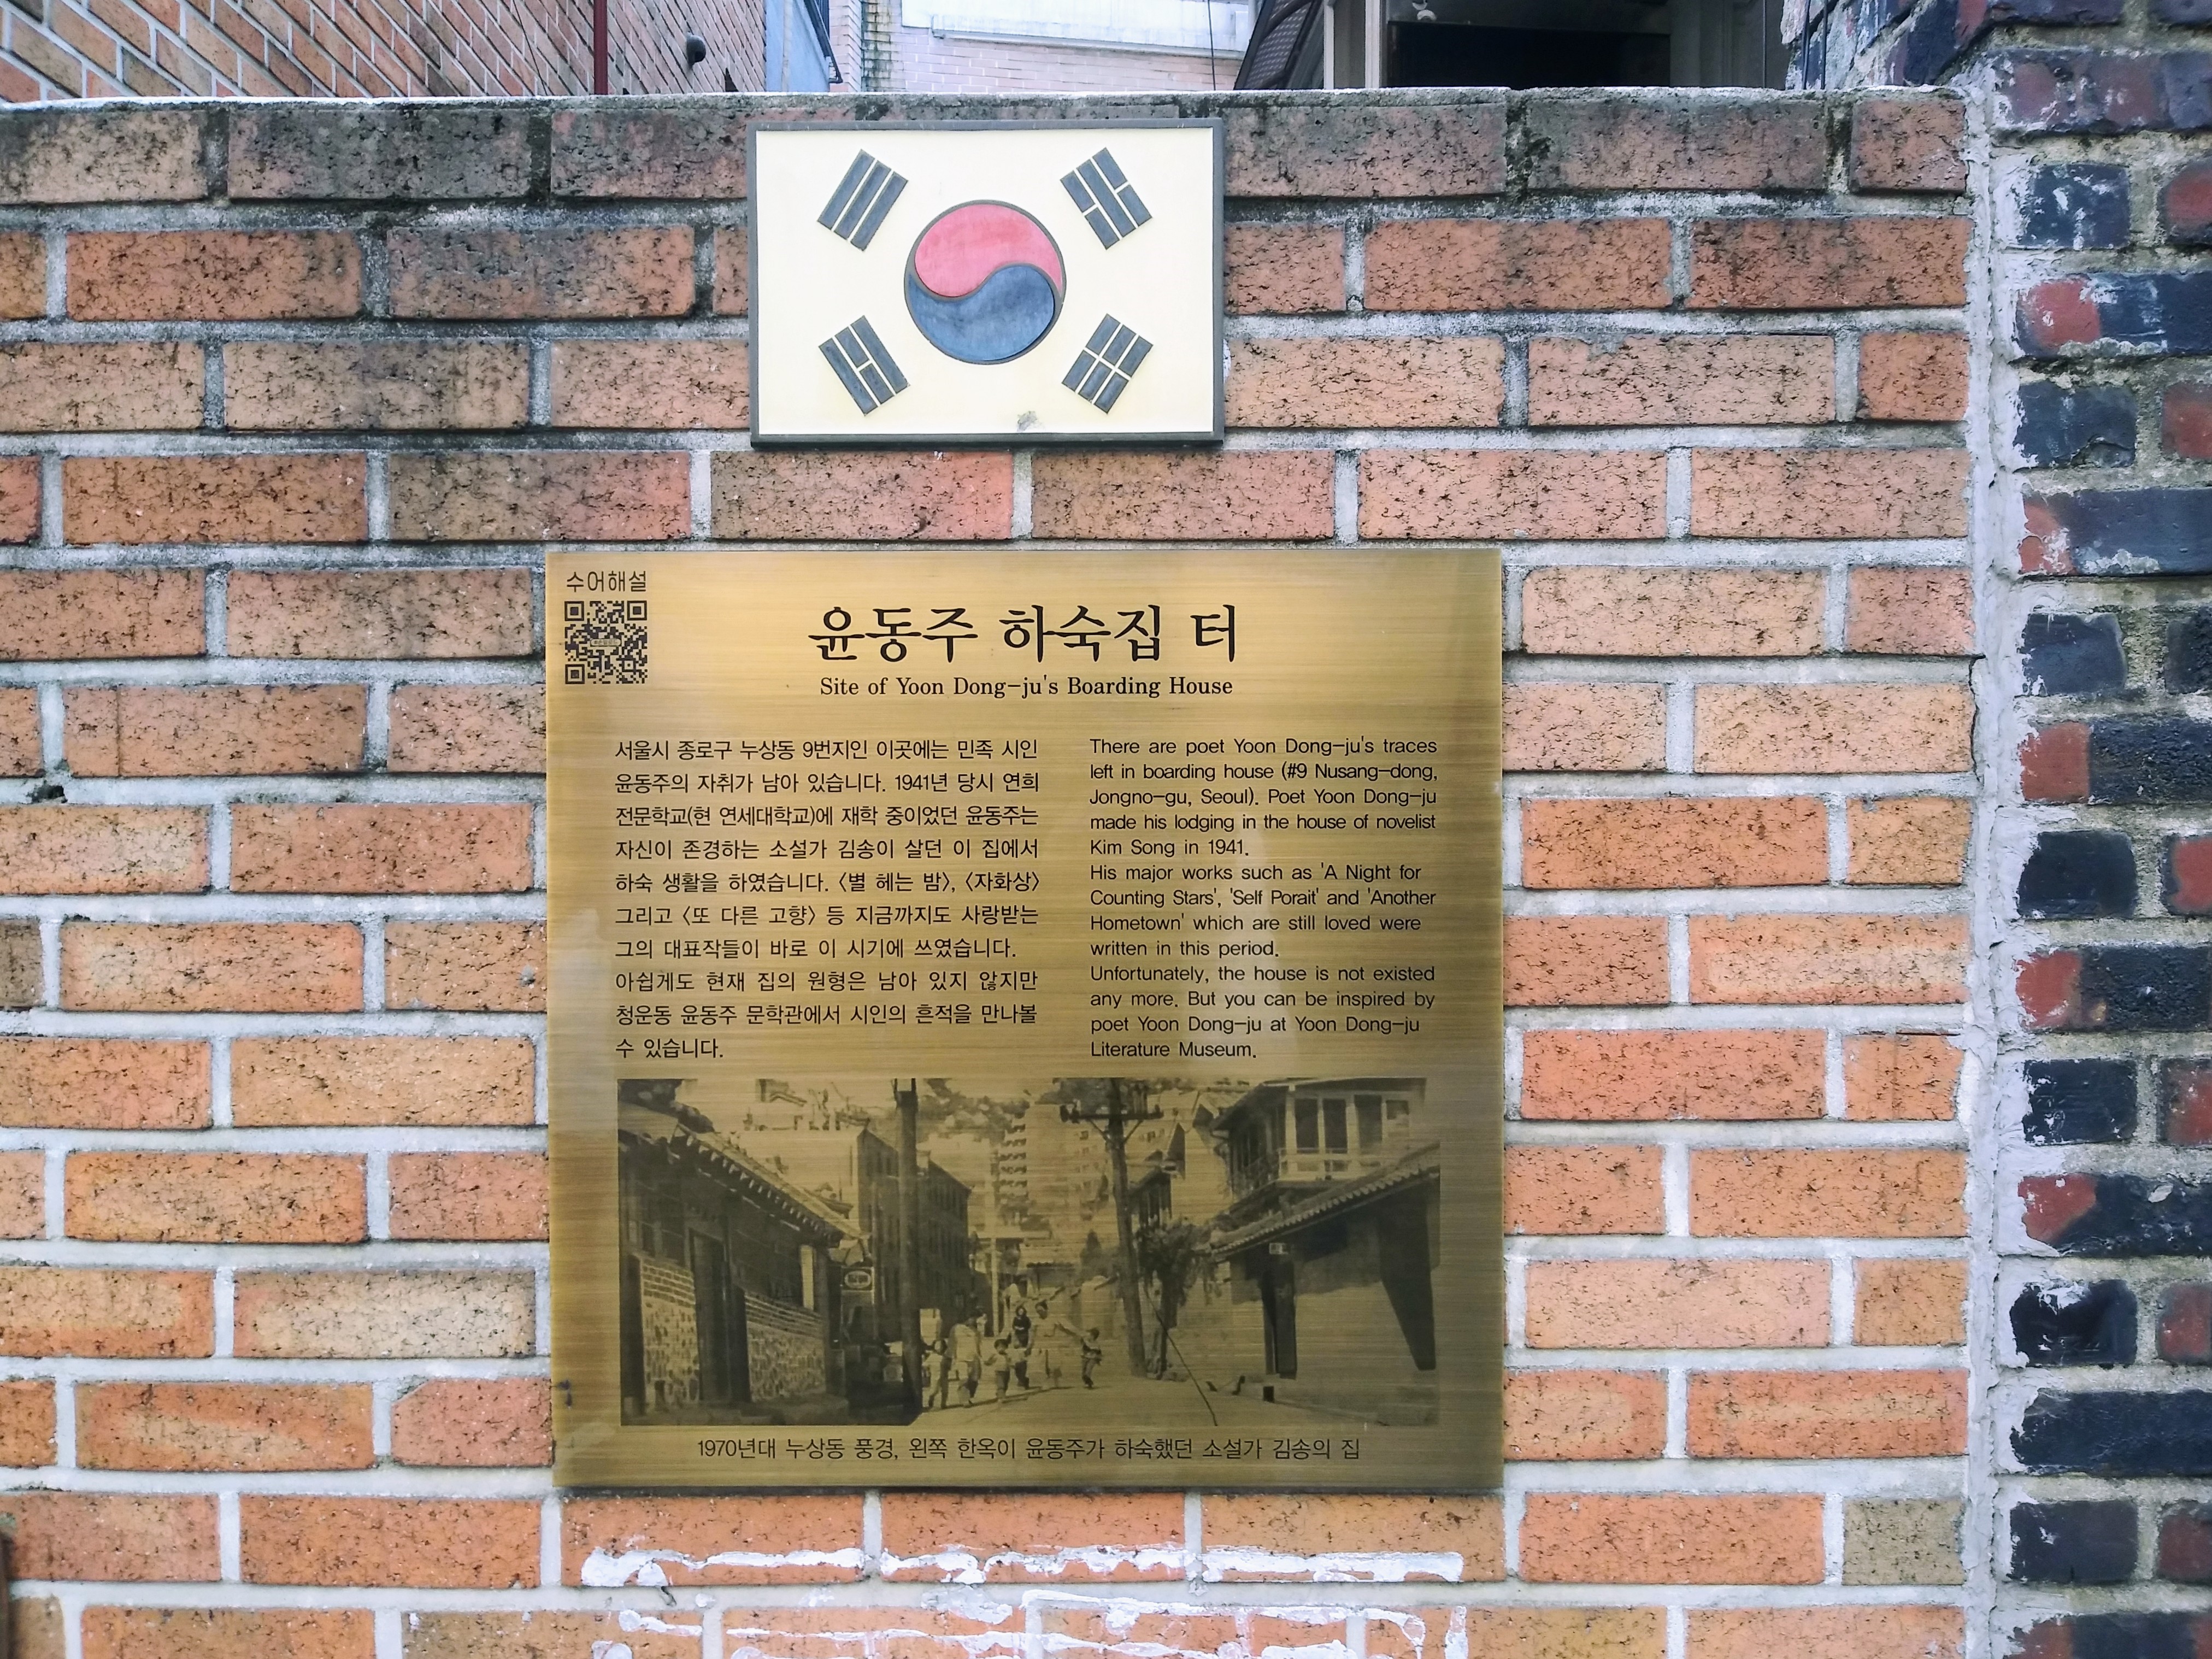 수어해설
윤동주 하숙집 터
Site of Yoon Dong-ju's Boarding House
서울시 종로구 누상동 9번지인 이곳에는 민족 시인
윤동주의 자취가 남아 있습니다. 1941년 당시 연희
전문학교(현 연세대학교)에 재학 중이었던 윤동주는
자신이 존경하는 소설가 김송이 살던 이 집에서
하숙 생활을 하였습니다. 〈별 헤는 밤〉, 〈자화상〉
그리고 〈또 다른 고향〉 등 지금까지도 사랑받는
그의 대표작들이 바로 이 시기에 쓰였습니다.
아쉽게도 현재 집의 원형은 남아 있지 않지만
청운동 윤동주 문학관에서 시인의 흔적을 만나볼
수 있습니다.
There are poet Yoon Dong-ju's traces
left in boarding house (#9 Nusang-dong,
Jongno-gu, Seoul). Poet Yoon Dong-ju
made his lodging in the house of novelist
Kim Song in 1941.
His major works such as 'A Night for
Counting Stars', 'Self Porait' and 'Another
Hometown' which are still loved were
written in this period.
Unfortunately, the house is not existed
any more. But you can be inspired by
poet Yoon Dong-ju at Yoon Dong-ju
Literature Museum.
1970년대 누상동 풍경, 왼쪽 한옥이 윤동주가 하숙했던 소설가 김송의 집